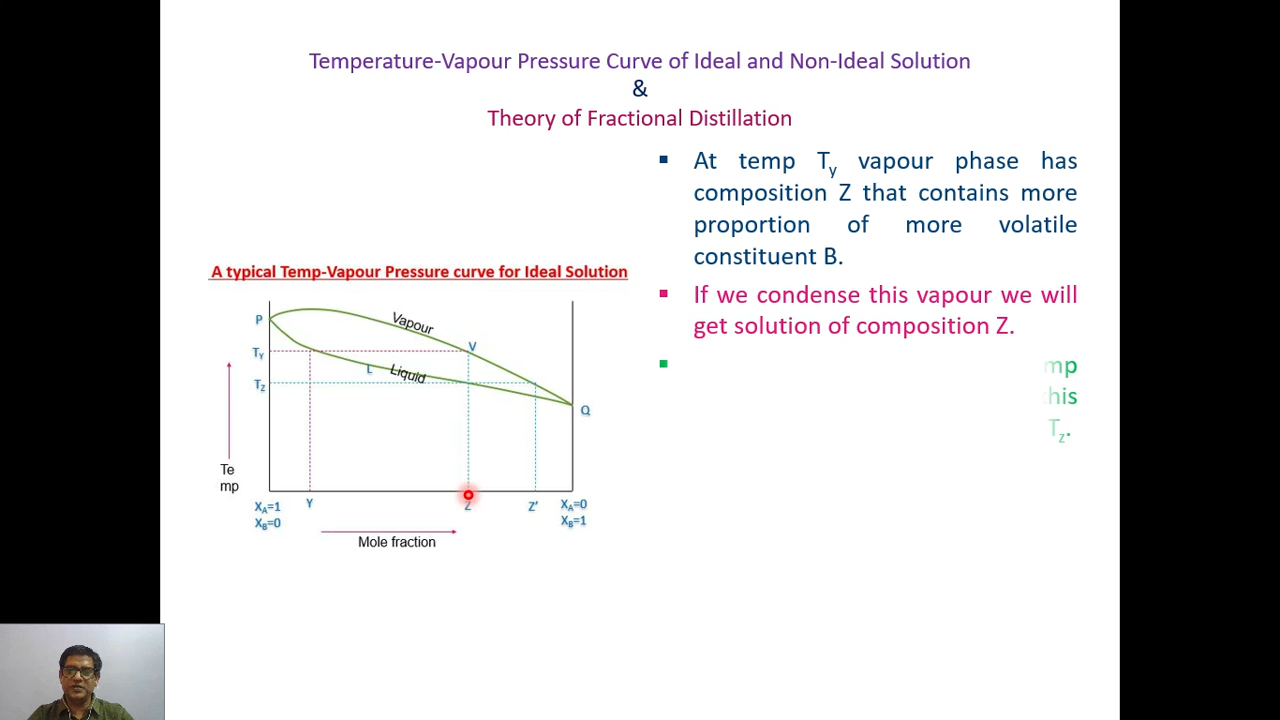 Temperature-Vapour Pressure Curve of Ideal and Non-Ideal Solution
&
Theory of Fractional Distillation
▪ At temp Ty vapour phase has
composition Z that contains more
proportion of more volatile
constituent B.
▪ If we condense this vapour we will
get solution of composition Z.
Tz.
A typical Temp-Vapour Pressure curve for Ideal Solution
P
Vapour
TY
V
L
Liquid
TZ
Q
Te
mp
XA=1
XB=0
Y
Z
Z'
XA=0
XB=1
Mole fraction